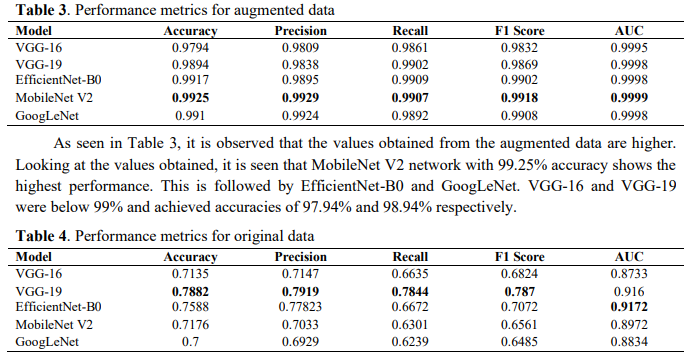 Table 3. Performance metrics for augmented data
Model Accuracy Precision Recall F1 Score AUC
VGG-16 0.9794 0.9809 0.9861 0.9832 0.9995
VGG-19 0.9894 0.9838 0.9902 0.9869 0.9998
EfficientNet-B0 0.9917 0.9895 0.9909 0.9902 0.9998
MobileNet V2 0.9925 0.9929 0.9907 0.9918 0.9999
GoogLeNet 0.991 0.9924 0.9892 0.9908 0.9998
As seen in Table 3, it is observed that the values obtained from the augmented data are higher.
Looking at the values obtained, it is seen that MobileNet V2 network with 99.25% accuracy shows the
highest performance. This is followed by EfficientNet-B0 and GoogLeNet. VGG-16 and VGG-19
were below 99% and achieved accuracies of 97.94% and 98.94% respectively.
Table 4. Performance metrics for original data
Model Accuracy Precision Recall F1 Score AUC
VGG-16 0.7135 0.7147 0.6635 0.6824 0.8733
VGG-19 0.7882 0.7919 0.7844 0.787 0.916
EfficientNet-B0 0.7588 0.77823 0.6672 0.7072 0.9172
MobileNet V2 0.7176 0.7033 0.6301 0.6561 0.8972
GoogLeNet 0.7 0.6929 0.6239 0.6485 0.8834